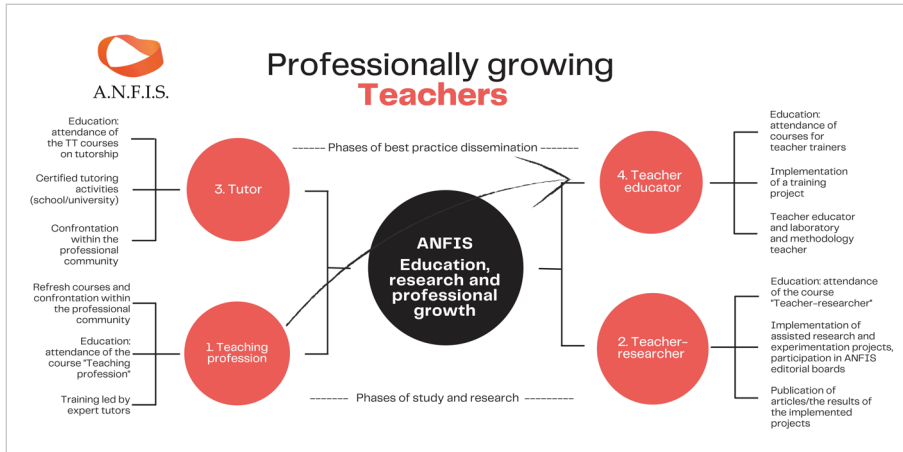 A.N.F.I.S.
Professionally growing
Teachers
Education:
attendance of
the TT courses
on tutorship
Certified tutoring
activities
(school/university)
Confrontation
within the
professional
community
3. Tutor
------ Phases of best practice dissemination ------
4. Teacher
educator
Education:
attendance of
courses for
teacher trainers
Implementation
of a training
project
Teacher educator
and laboratory
and methodology
teacher
ANFIS
Education,
research and
professional
growth
Refresh courses and
confrontation within
the professional
community
Education:
attendance of the
course "Teaching
profession"
Training led by
expert tutors
1. Teaching
profession
------ Phases of study and research ------
2. Teacher-
researcher
Education: attendance
of the course
"Teacher-researcher"
Implementation of
assisted research and
experimentation projects,
participation in ANFIS
editorial boards
Publication of
articles/the results of
the implemented
projects